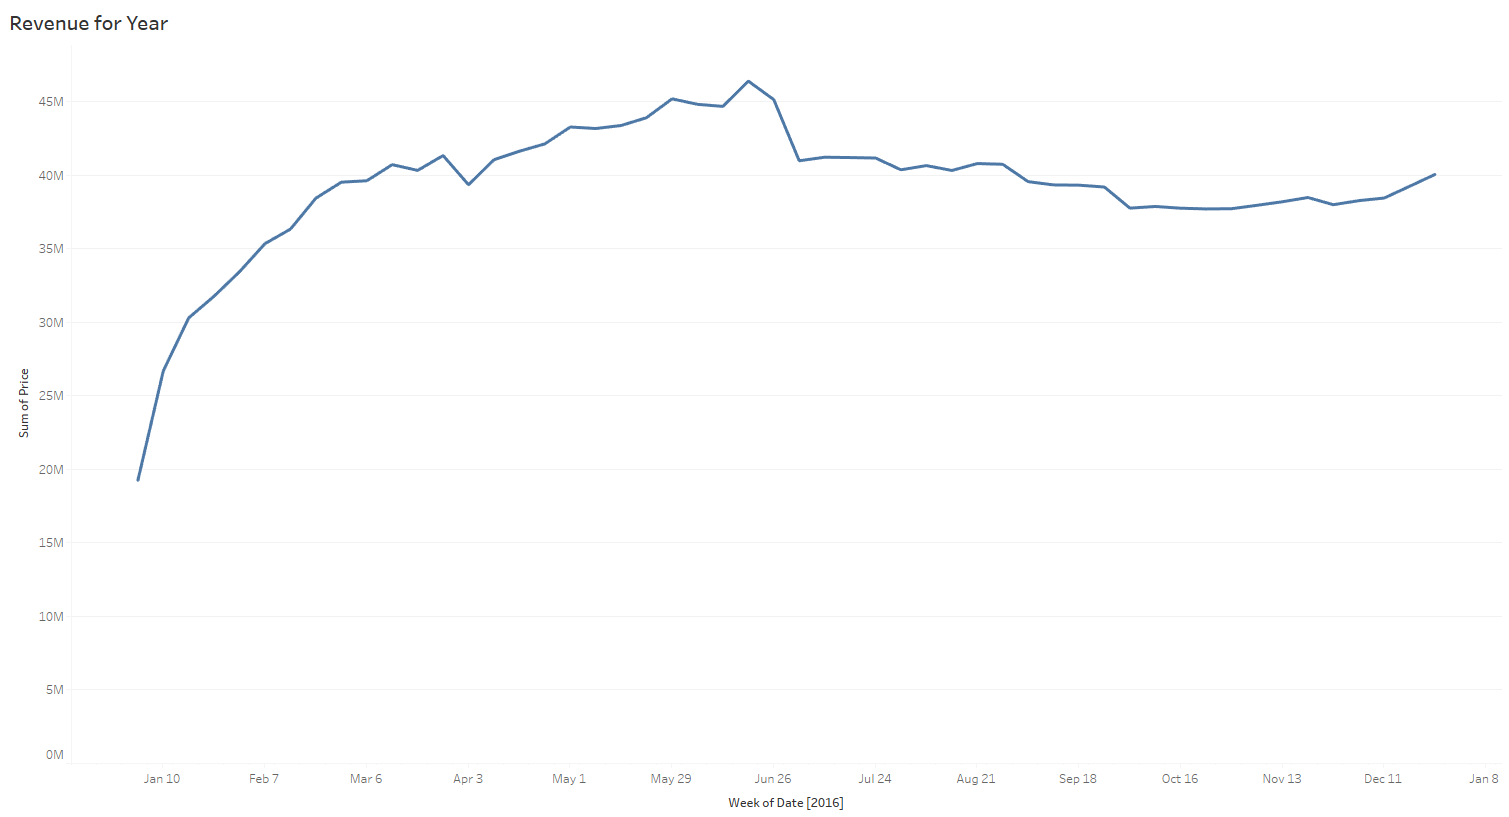 Revenue for Year
45M
40M
35M
30M
25M
20M
15M
10M
5M
0M
Sum of Price
Jan 10 Feb 7 Mar 6 Apr 3 May 1 May 29 Jun 26 Jul 24 Aug 21 Sep 18 Oct 16 Nov 13 Dec 11 Jan 8
Week of Date [2016]